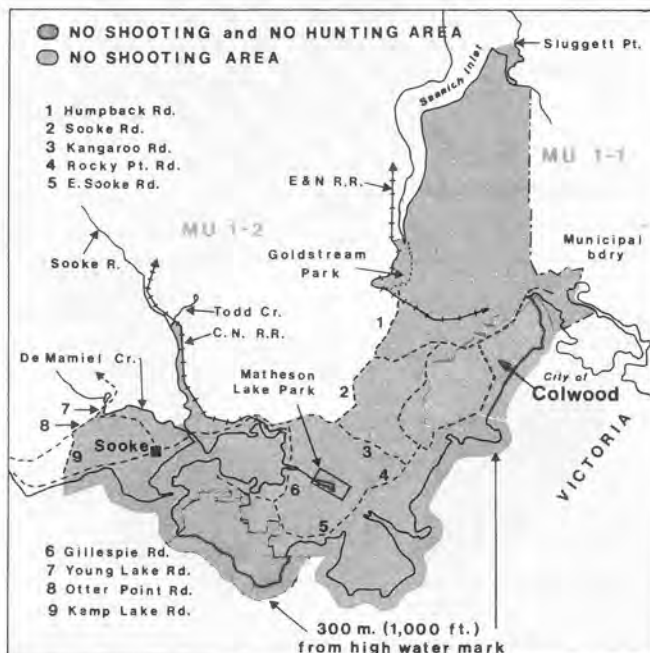 NO SHOOTING and NO HUNTING AREA
NO SHOOTING AREA
Sluggett Pt.
Saanich Inlet
1 Humpback Rd.
2 Sooke Rd.
3 Kangaroo Rd.
4 Rocky Pt. Rd.
5 E. Sooke Rd.
MU 1-1
E&N R.R.
MU 1-2
Sooke R.
Goldstream
Park
Municipal
bdry
Todd Cr.
C.N. R.R.
1
De Mamiel Cr.
Matheson
Lake Park
2
City of
Colwood
7
8
Sooke
9
3
4
6
5
VICTORIA
6 Gillespie Rd.
7 Young Lake Rd.
8 Otter Point Rd.
9 Kemp Lake Rd.
300 m. (1,000 ft.)
from high water mark